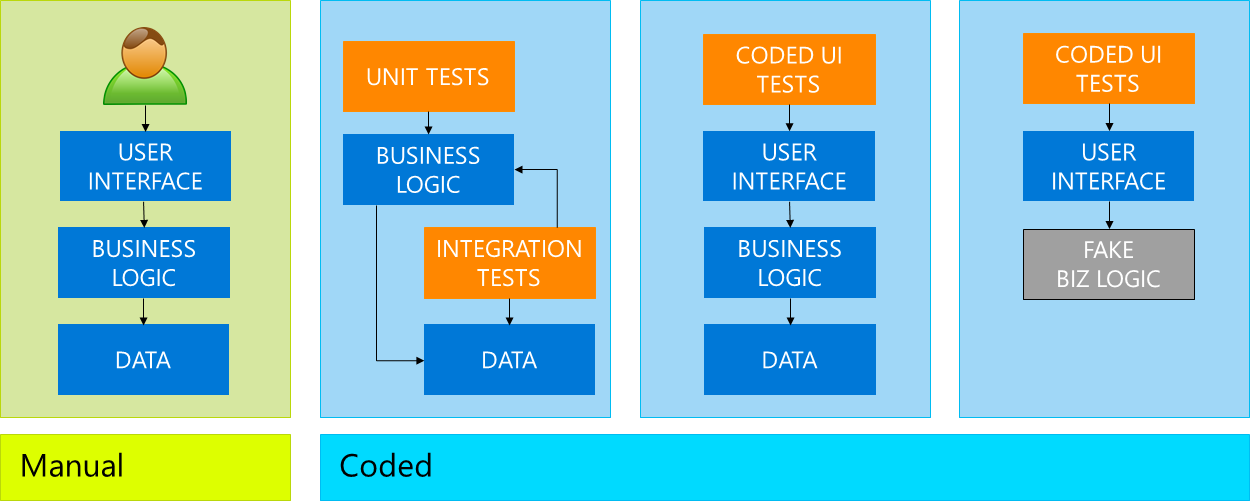 USER
INTERFACE
BUSINESS
LOGIC
DATA
UNIT TESTS
BUSINESS
LOGIC
INTEGRATION
TESTS
DATA
CODED UI
TESTS
USER
INTERFACE
BUSINESS
LOGIC
DATA
CODED UI
TESTS
USER
INTERFACE
FAKE
BIZ LOGIC
Manual
Coded